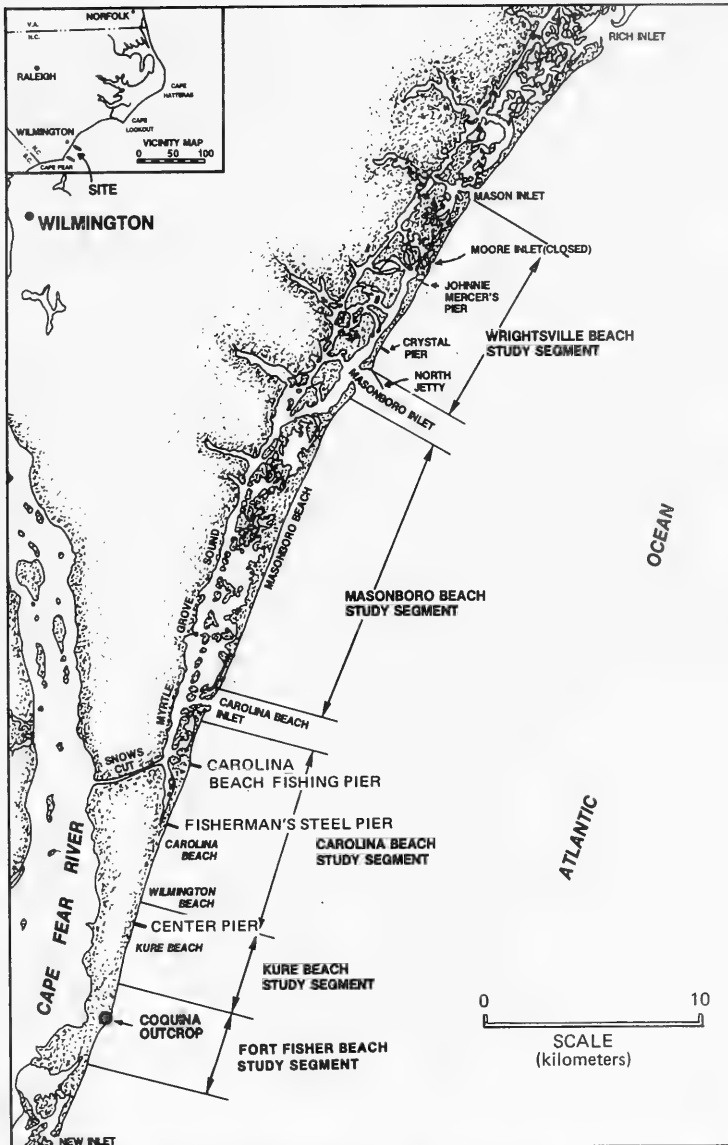 NORFOLK
V.A.
N.C.
RALEIGH
CAPE
HATTERAS
CAPE
LOOKOUT
WILMINGTON
N.C.
S.C.
CAPE FEAR
VICINITY MAP
0 50 100
SITE
WILMINGTON
RICH INLET
MASON INLET
MOORE INLET (CLOSED)
JOHNNIE
MERCER'S
PIER
WRIGHTSVILLE BEACH
STUDY SEGMENT
CRYSTAL
PIER
NORTH
JETTY
MASONBORO INLET
MASONBORO BEACH
OCEAN
MASONBORO BEACH
STUDY SEGMENT
MYRTLE GROVE SOUND
CAROLINA BEACH
INLET
SNOWS
CUT
CAROLINA
BEACH FISHING PIER
ATLANTIC
FISHERMAN'S STEEL PIER
CAROLINA
BEACH
CAROLINA BEACH
STUDY SEGMENT
WILMINGTON
BEACH
CENTER PIER
KURE BEACH
CAPE FEAR RIVER
KURE BEACH
STUDY SEGMENT
COQUINA
OUTCROP
FORT FISHER BEACH
STUDY SEGMENT
0 10
SCALE
(kilometers)
NEW INLET